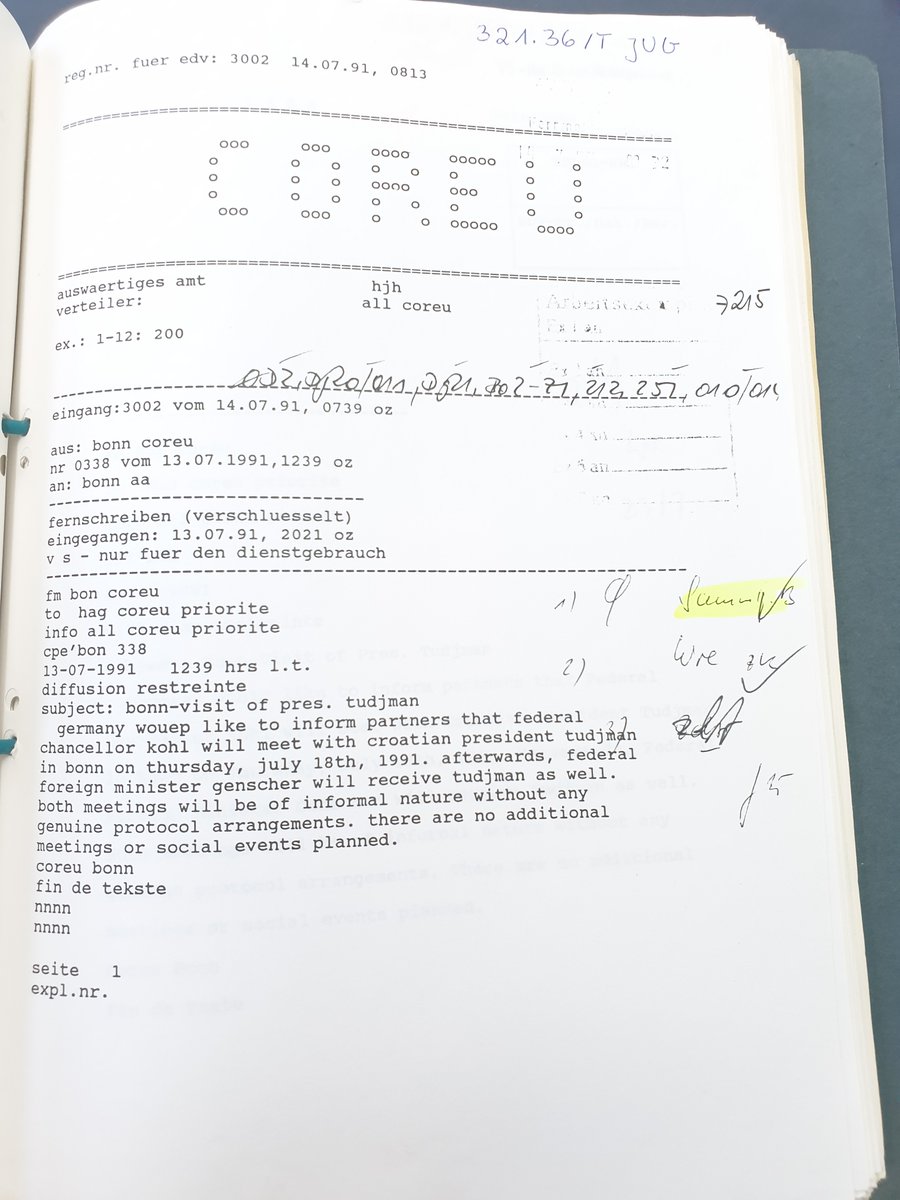 321.36/T JUG
reg.nr. fuer edv: 3002 14.07.91, 0813
COREU
auswaertiges amt hjh
verteiler: all coreu
7215
ex.: 1-12: 200
eingang:3002 vom 14.07.91, 0739 oz
aus: bonn coreu
nr 0338 vom 13.07.1991,1239 oz
an: bonn aa
fernschreiben (verschluesselt)
eingegangen: 13.07.91, 2021 oz
v s - nur fuer den dienstgebrauch
fm bon coreu
to hag coreu priorite
info all coreu priorite
cpe'bon 338
13-07-1991 1239 hrs l.t.
diffusion restreinte
subject: bonn-visit of pres. tudjman
germany wouep like to inform partners that federal
chancellor kohl will meet with croatian president tudjman
in bonn on thursday, july 18th, 1991. afterwards, federal
foreign minister genscher will receive tudjman as well.
both meetings will be of informal nature without any
genuine protocol arrangements. there are no additional
meetings or social events planned.
coreu bonn
fin de tekste
nnnn
nnnn
1)
2)
seite 1
expl.nr.